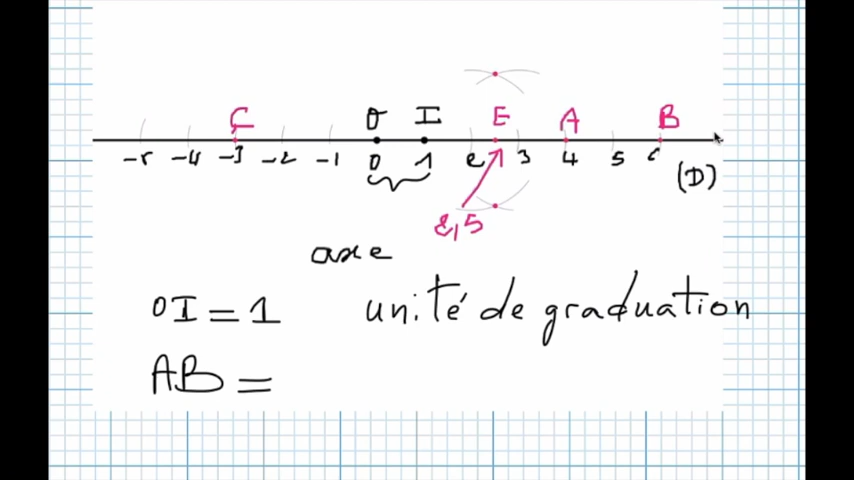 C O I E A B
-5 -4 -3 -2 -1 0 1 2 3 4 5 6
(D)
2,5
axe
OI = 1 unité de graduation
AB =